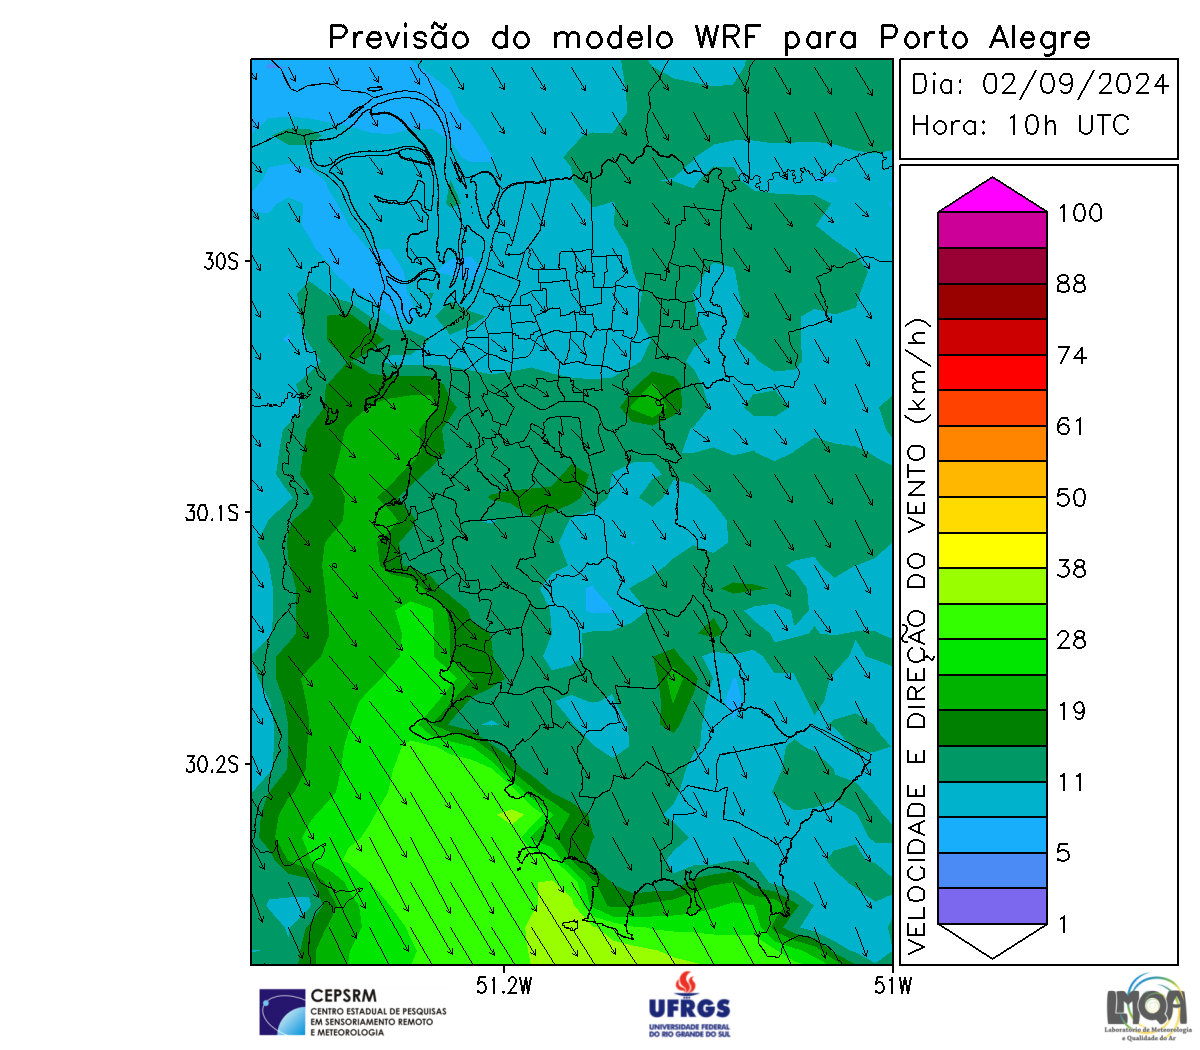 Previsão do modelo WRF para Porto Alegre
Dia: 02/09/2024
Hora: 10h UTC
30S
30.1S
30.2S
51.2W
51W
VELOCIDADE E DIREÇÃO DO VENTO (km/h)
100
88
74
61
50
38
28
19
11
5
1
CEPSRM
CENTRO ESTADUAL DE PESQUISAS
EM SENSORIAMENTO REMOTO
E METEOROLOGIA
UFRGS
UNIVERSIDADE FEDERAL
DO RIO GRANDE DO SUL
LMQA
Laboratório de Meteorologia
e Qualidade do Ar